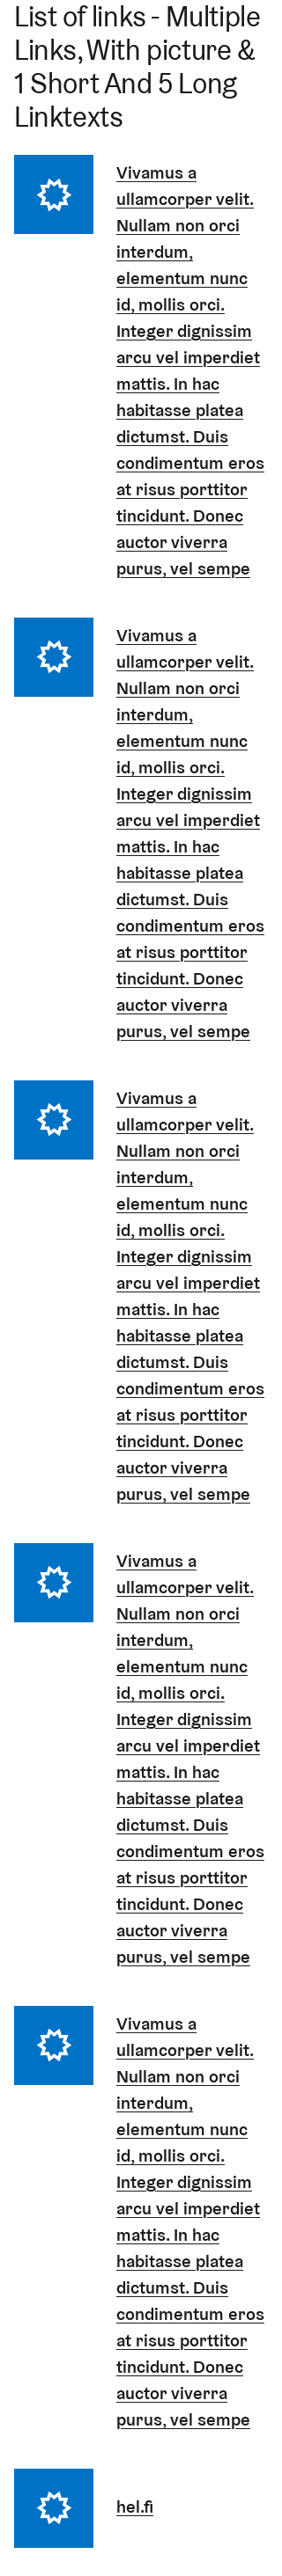 List of links - Multiple
Links, With picture &
1 Short And 5 Long
Linktexts
Vivamus a
ullamcorper velit.
Nullam non orci
interdum,
elementum nunc
id, mollis orci.
Integer dignissim
arcu vel imperdiet
mattis. In hac
habitasse platea
dictumst. Duis
condimentum eros
at risus porttitor
tincidunt. Donec
auctor viverra
purus, vel sempe
Vivamus a
ullamcorper velit.
Nullam non orci
interdum,
elementum nunc
id, mollis orci.
Integer dignissim
arcu vel imperdiet
mattis. In hac
habitasse platea
dictumst. Duis
condimentum eros
at risus porttitor
tincidunt. Donec
auctor viverra
purus, vel sempe
Vivamus a
ullamcorper velit.
Nullam non orci
interdum,
elementum nunc
id, mollis orci.
Integer dignissim
arcu vel imperdiet
mattis. In hac
habitasse platea
dictumst. Duis
condimentum eros
at risus porttitor
tincidunt. Donec
auctor viverra
purus, vel sempe
Vivamus a
ullamcorper velit.
Nullam non orci
interdum,
elementum nunc
id, mollis orci.
Integer dignissim
arcu vel imperdiet
mattis. In hac
habitasse platea
dictumst. Duis
condimentum eros
at risus porttitor
tincidunt. Donec
auctor viverra
purus, vel sempe
Vivamus a
ullamcorper velit.
Nullam non orci
interdum,
elementum nunc
id, mollis orci.
Integer dignissim
arcu vel imperdiet
mattis. In hac
habitasse platea
dictumst. Duis
condimentum eros
at risus porttitor
tincidunt. Donec
auctor viverra
purus, vel sempe
hel.fi